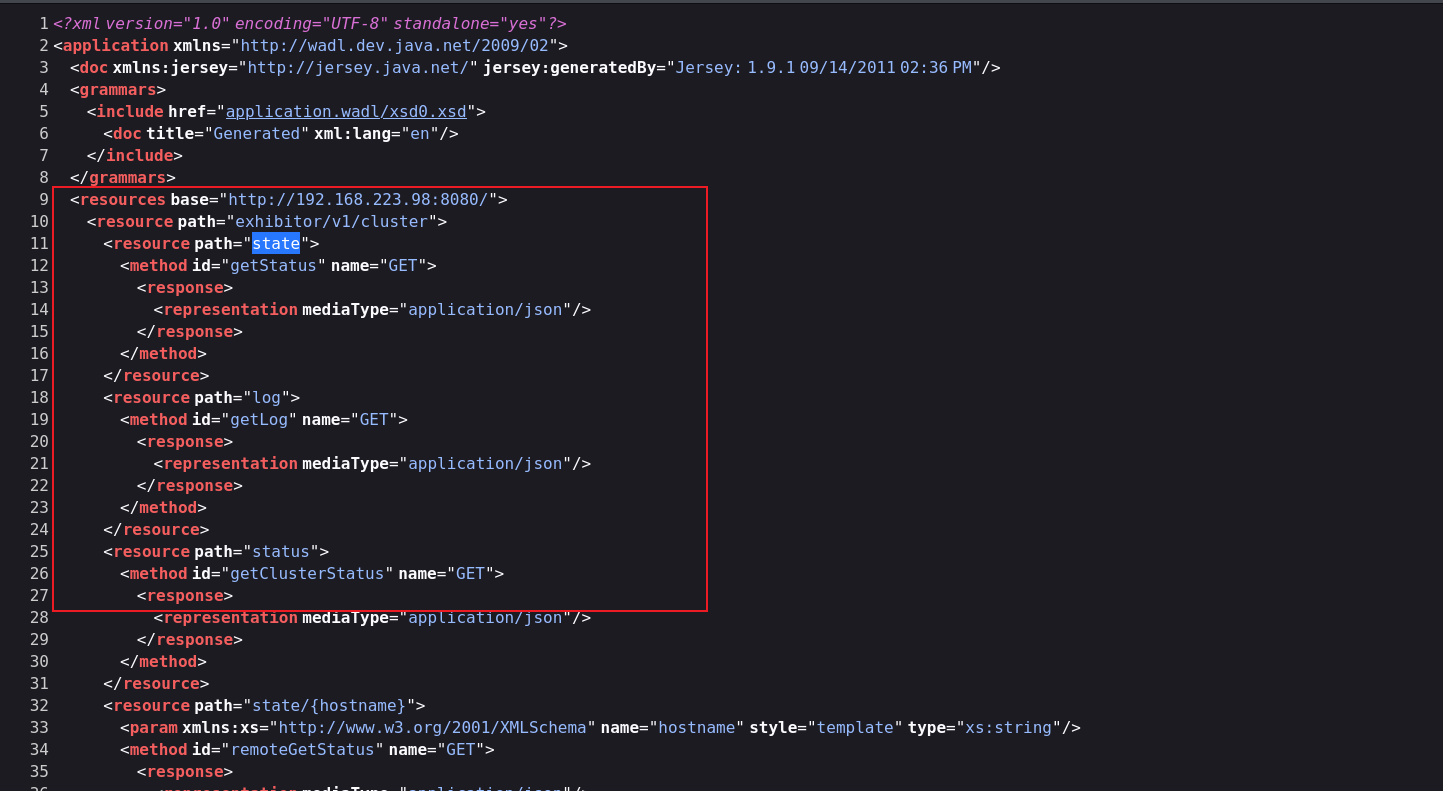 1 <?xml version="1.0" encoding="UTF-8" standalone="yes"?>
2 <application xmlns="http://wadl.dev.java.net/2009/02">
3 <doc xmlns:jersey="http://jersey.java.net/" jersey:generatedBy="Jersey: 1.9.1 09/14/2011 02:36 PM"/>
4 <grammars>
5 <include href="application.wadl/xsd0.xsd">
6 <doc title="Generated" xml:lang="en"/>
7 </include>
8 </grammars>
9 <resources base="http://192.168.223.98:8080/">
10 <resource path="exhibitor/v1/cluster">
11 <resource path="state">
12 <method id="getStatus" name="GET">
13 <response>
14 <representation mediaType="application/json"/>
15 </response>
16 </method>
17 </resource>
18 <resource path="log">
19 <method id="getLog" name="GET">
20 <response>
21 <representation mediaType="application/json"/>
22 </response>
23 </method>
24 </resource>
25 <resource path="status">
26 <method id="getClusterStatus" name="GET">
27 <response>
28 <representation mediaType="application/json"/>
29 </response>
30 </method>
31 </resource>
32 <resource path="state/{hostname}">
33 <param xmlns:xs="http://www.w3.org/2001/XMLSchema" name="hostname" style="template" type="xs:string"/>
34 <method id="remoteGetStatus" name="GET">
35 <response>
36 <representation mediaType="application/json"/>